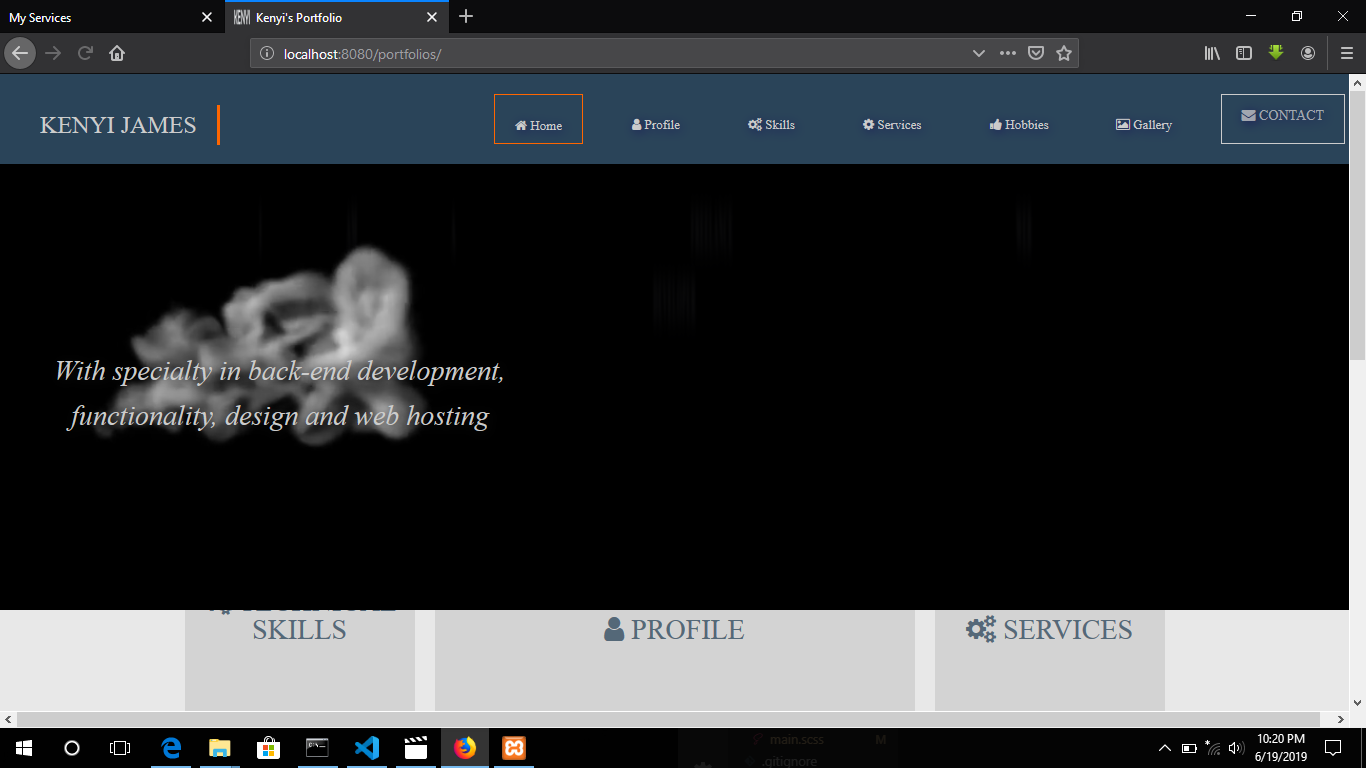 My Services
KENYI Kenyi's Portfolio
localhost:8080/portfolios/
KENYI JAMES
Home
Profile
Skills
Services
Hobbies
Gallery
CONTACT
With specialty in back-end development,
functionality, design and web hosting
SKILLS
PROFILE
SERVICES
main.scss M
.gitignore
10:20 PM
6/19/2019